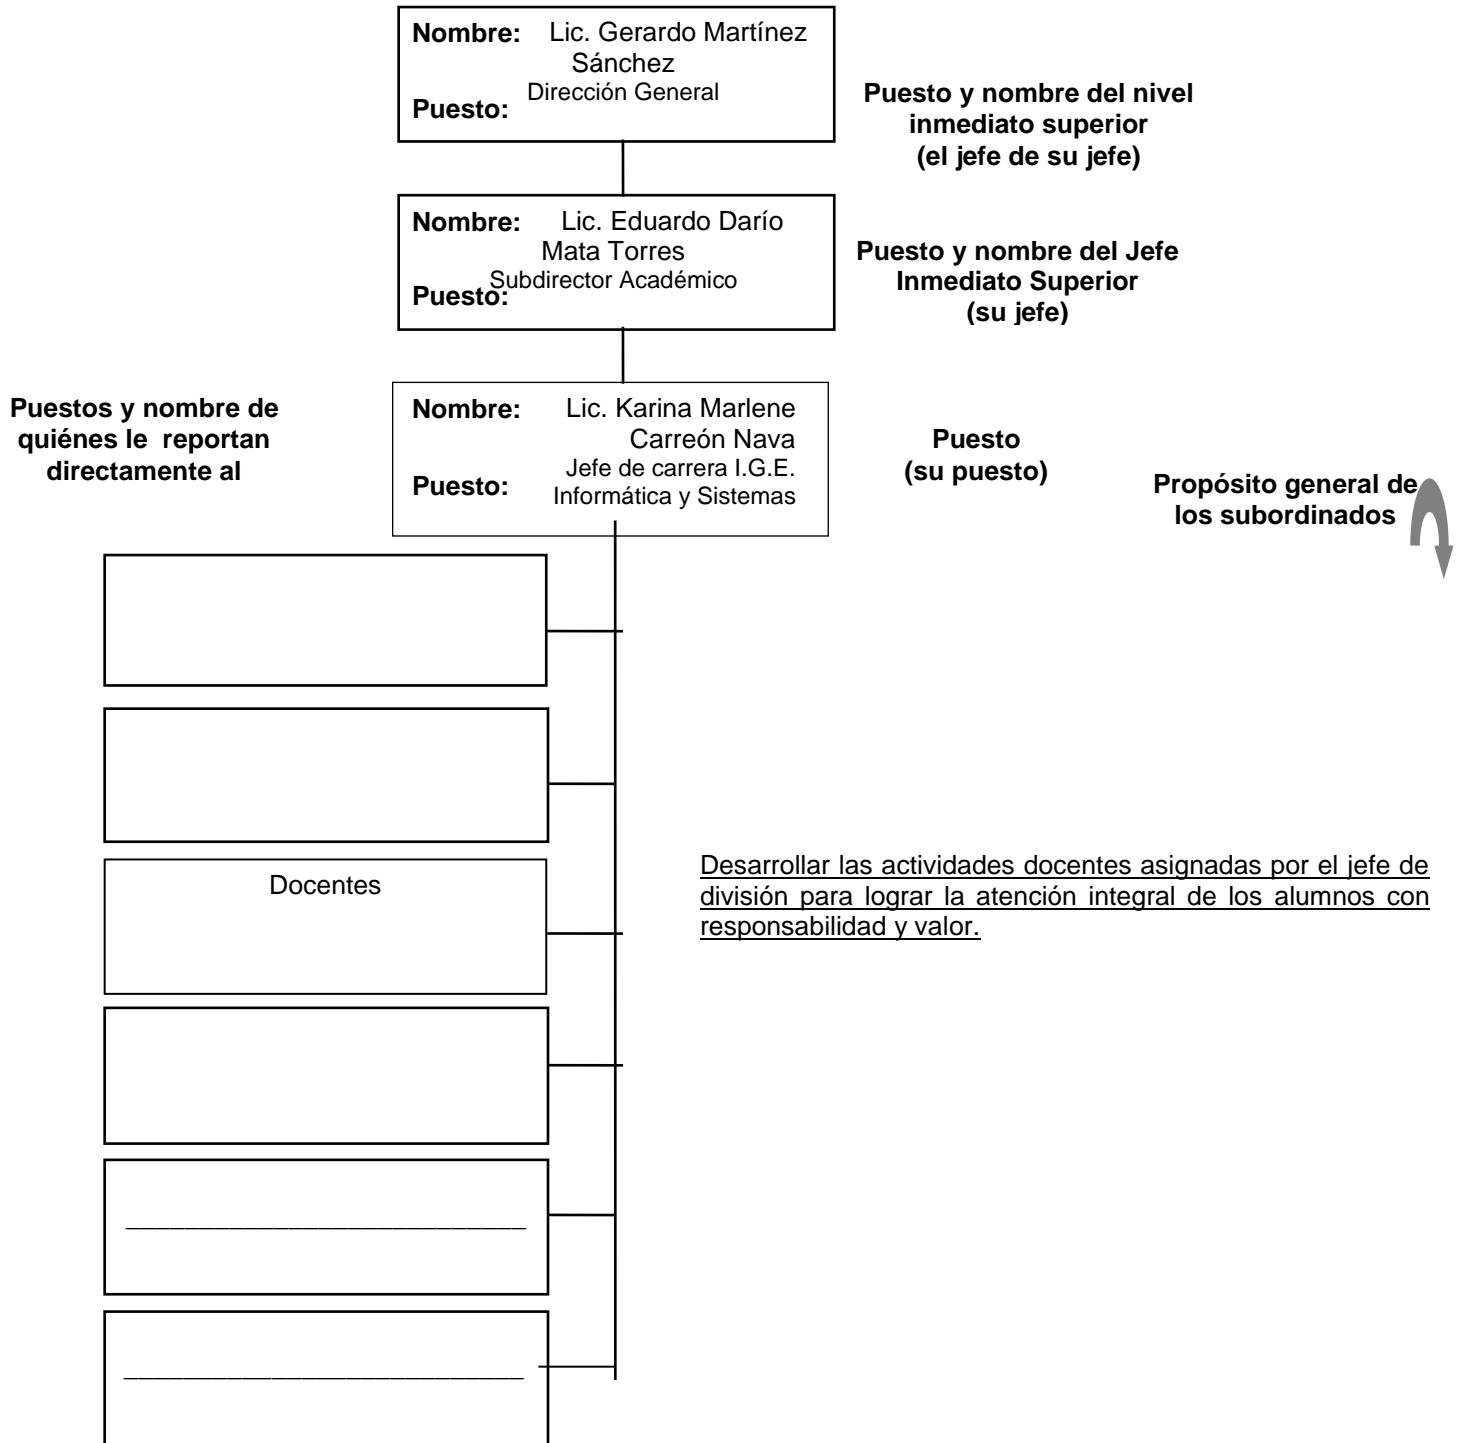 Nombre: Lic. Gerardo Martínez
Sánchez
Dirección General
Puesto:
Puesto y nombre del nivel
inmediato superior
(el jefe de su jefe)
Nombre: Lic. Eduardo Darío
Mata Torres
Subdirector Académico
Puesto:
Puesto y nombre del Jefe
Inmediato Superior
(su jefe)
Puestos y nombre de
quiénes le reportan
directamente al
Nombre: Lic. Karina Marlene
Carreón Nava
Jefe de carrera I.G.E.
Puesto: Informática y Sistemas
Puesto
(su puesto)
Propósito general de
los subordinados
Docentes
Desarrollar las actividades docentes asignadas por el jefe de
división para lograr la atención integral de los alumnos con
responsabilidad y valor.